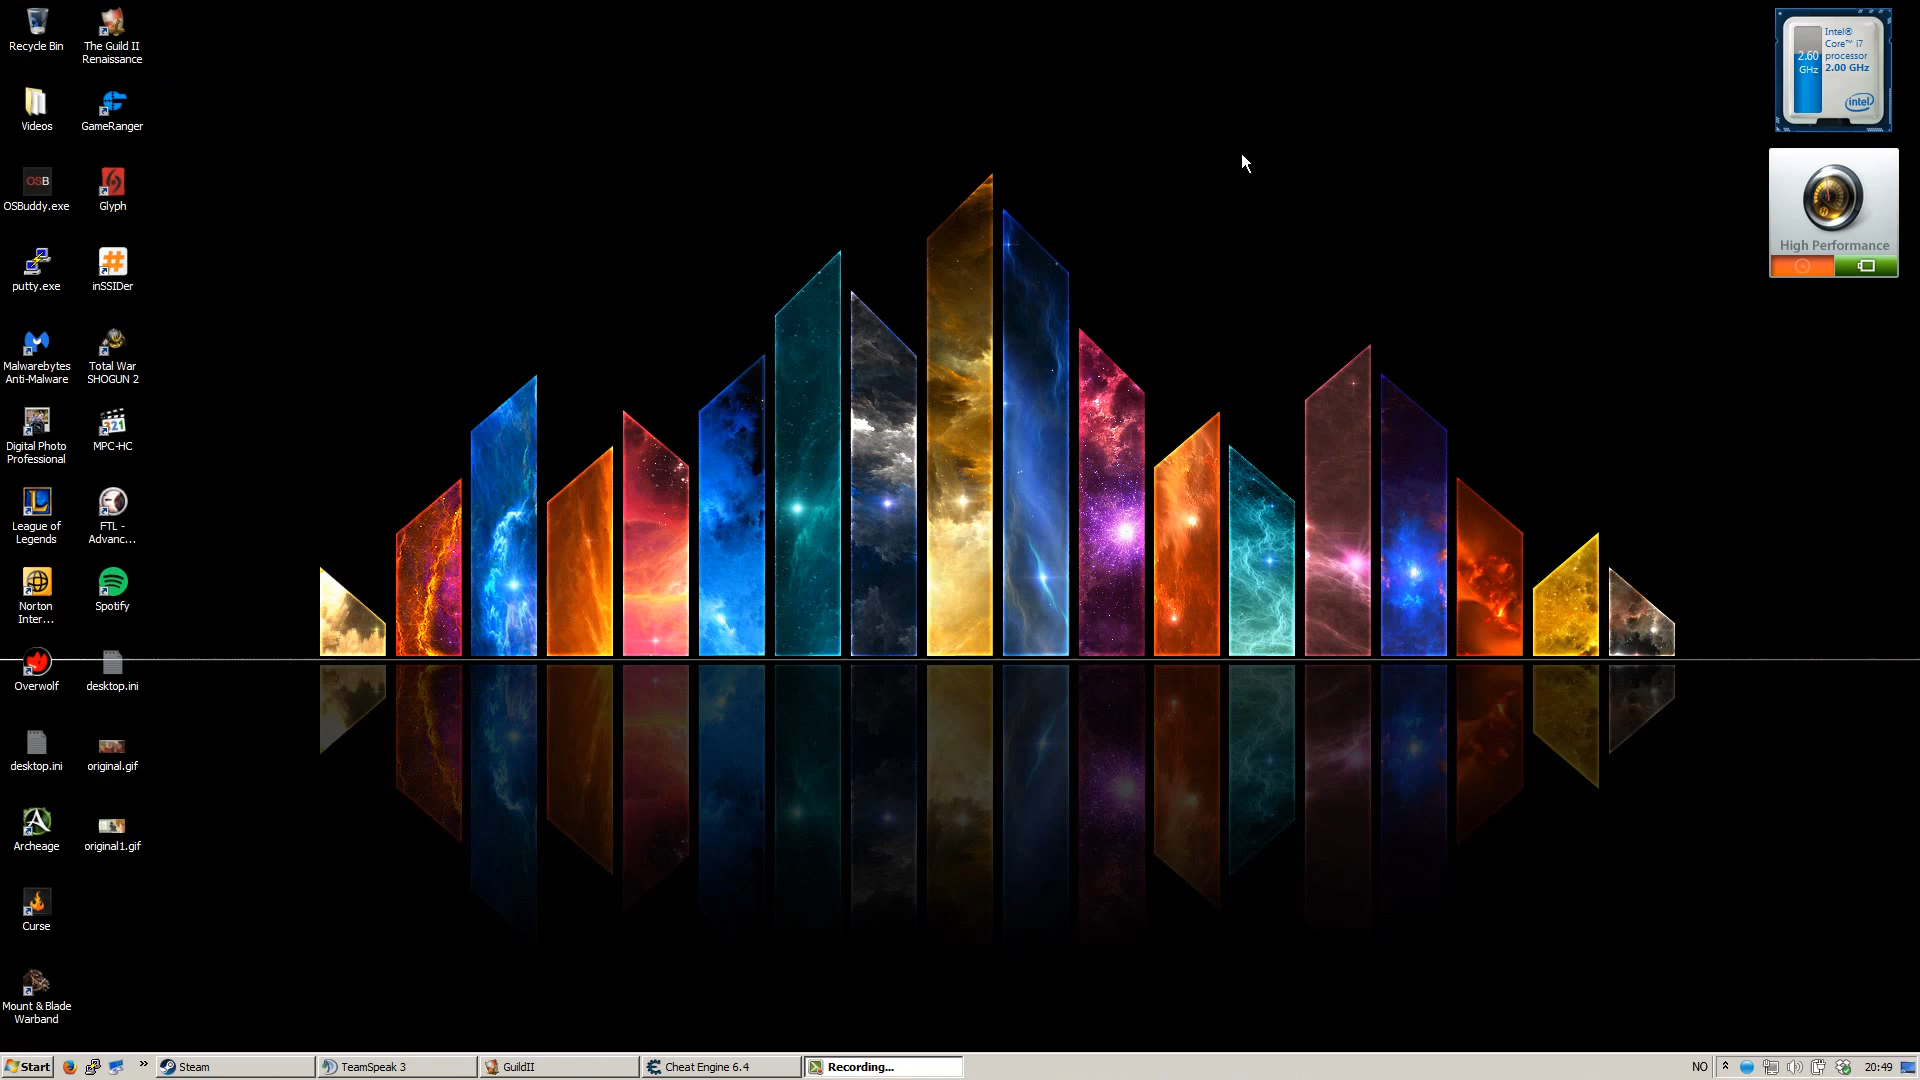 Recycle Bin
The Guild II
Renaissance
Videos
GameRanger
OSB
OSBuddy.exe
Glyph
putty.exe
inSSIDer
Malwarebytes
Anti-Malware
Total War
SHOGUN 2
Digital Photo
Professional
321
MPC-HC
League of
Legends
FTL -
Advanc...
Norton
Inter...
Spotify
Overwolf
desktop.ini
desktop.ini
original.gif
Archeage
original1.gif
Curse
Mount & Blade
Warband
Intel®
Core™ i7
processor
2.00 GHz
2.60
GHz
intel
High Performance
Start
Steam
TeamSpeak 3
GuildII
Cheat Engine 6.4
Recording...
NO
20:49